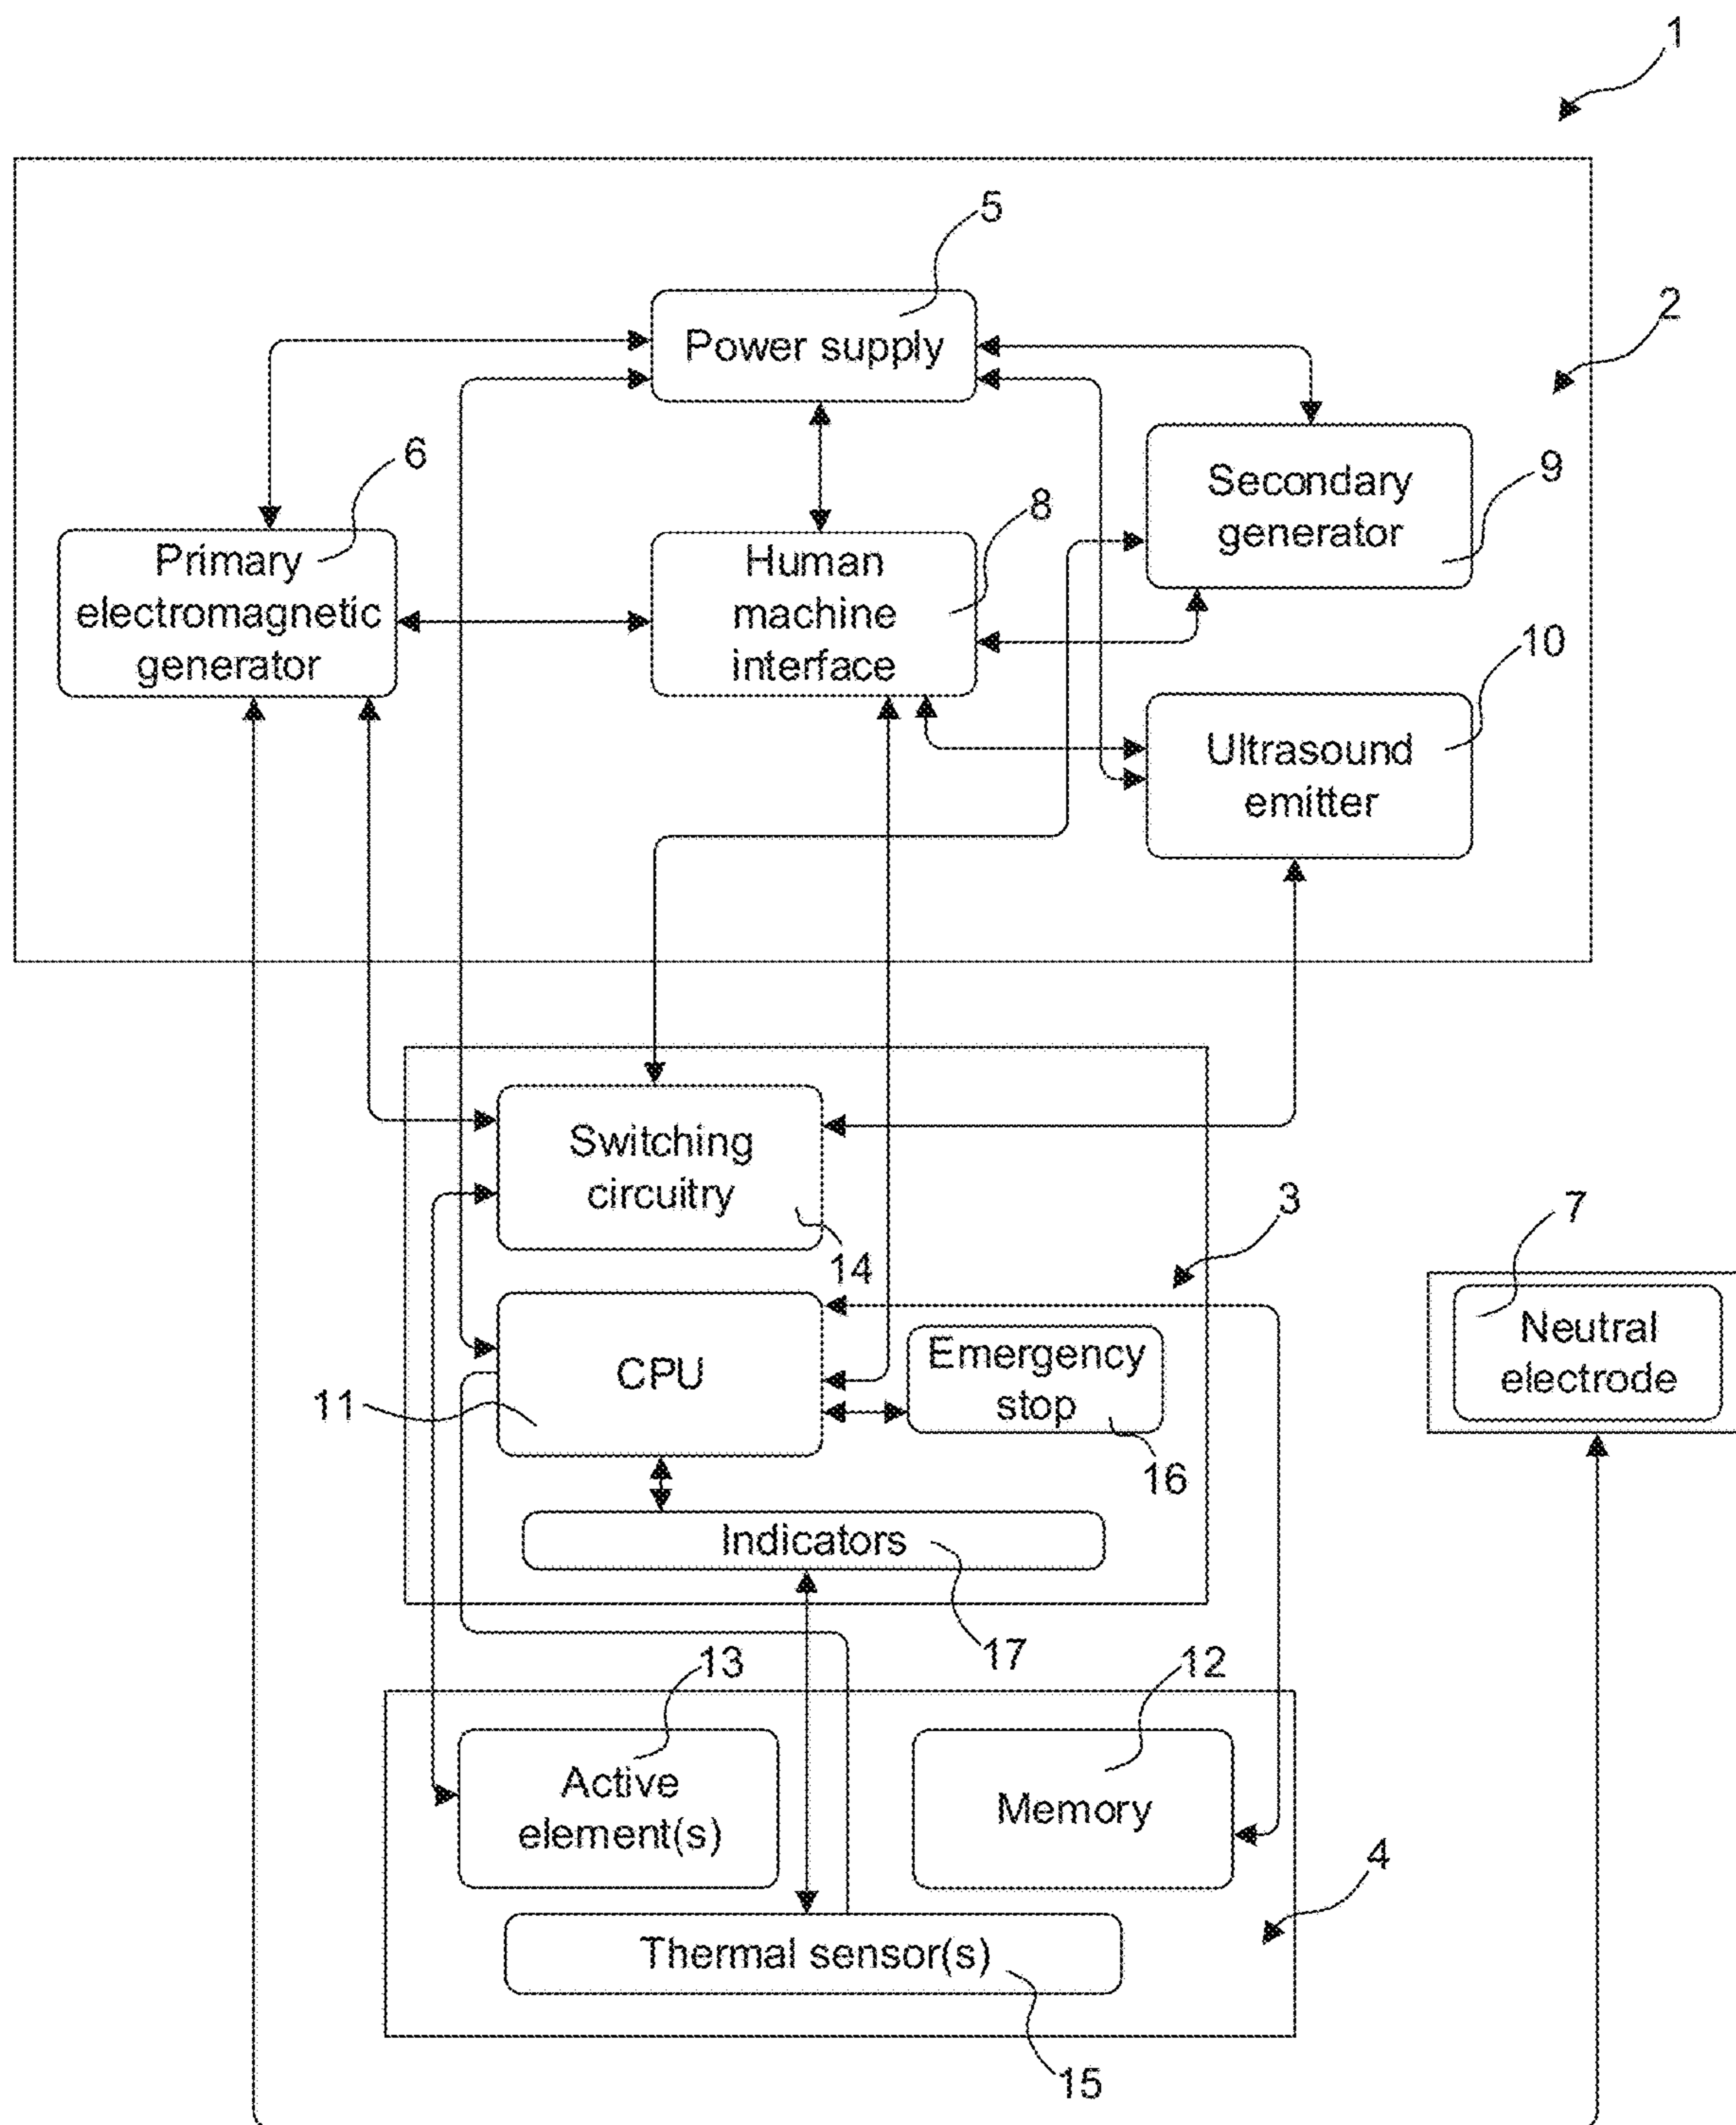 1
5
Power supply
2
6
Primary
electromagnetic
generator
8
Human
machine
interface
Secondary
generator
9
10
Ultrasound
emitter
Switching
circuitry
14
3
7
Neutral
electrode
CPU
11
Emergency
stop
16
Indicators
17
13
Active
element(s)
12
Memory
4
Thermal sensor(s)
15